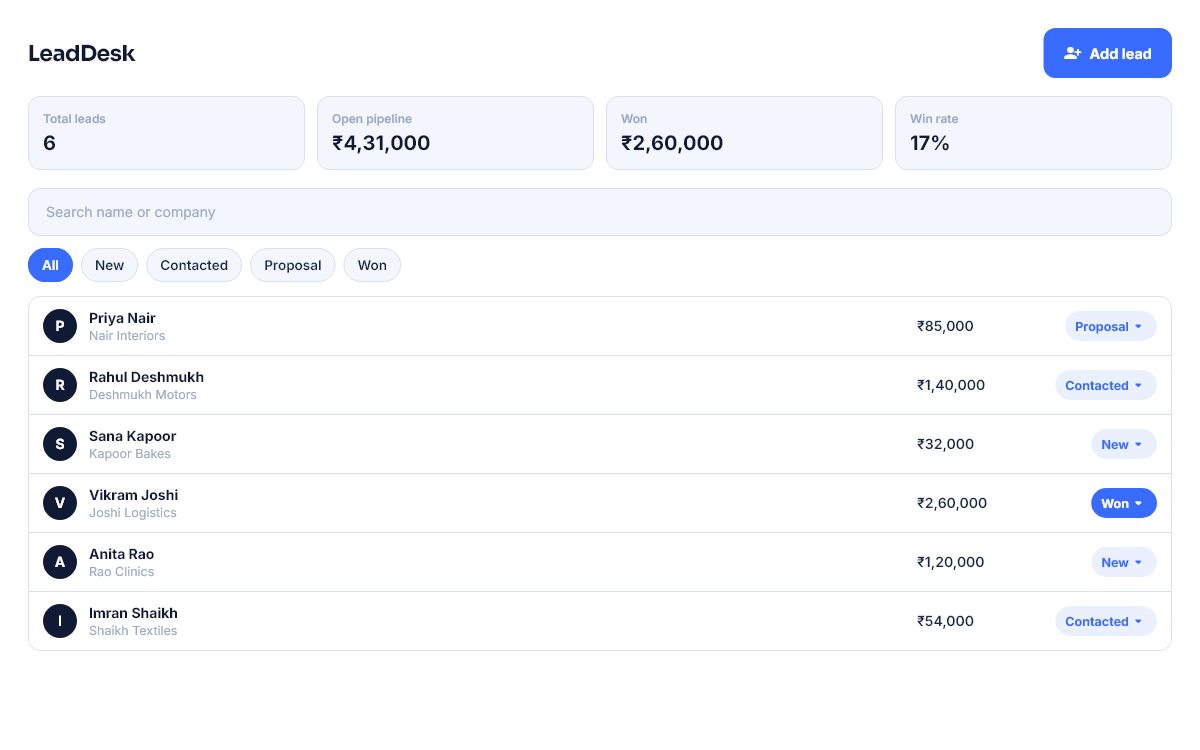 LeadDesk
Add lead
Total leads
6
Open pipeline
₹4,31,000
Won
₹2,60,000
Win rate
17%
Search name or company
All New Contacted Proposal Won
P Priya Nair
Nair Interiors
₹85,000 Proposal
R Rahul Deshmukh
Deshmukh Motors
₹1,40,000 Contacted
S Sana Kapoor
Kapoor Bakes
₹32,000 New
V Vikram Joshi
Joshi Logistics
₹2,60,000 Won
A Anita Rao
Rao Clinics
₹1,20,000 New
I Imran Shaikh
Shaikh Textiles
₹54,000 Contacted